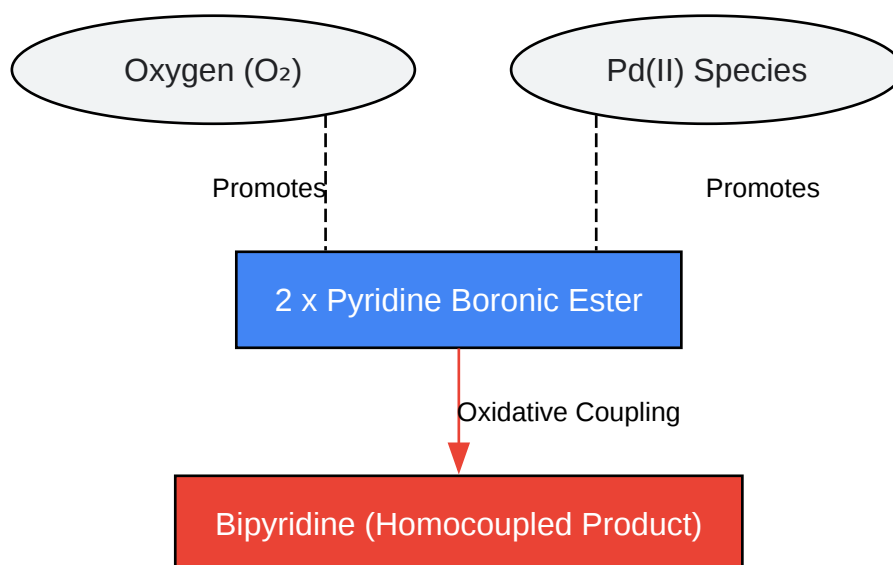 Oxygen (O₂)
Pd(II) Species
Promotes
Promotes
2 x Pyridine Boronic Ester
Oxidative Coupling
Bipyridine (Homocoupled Product)